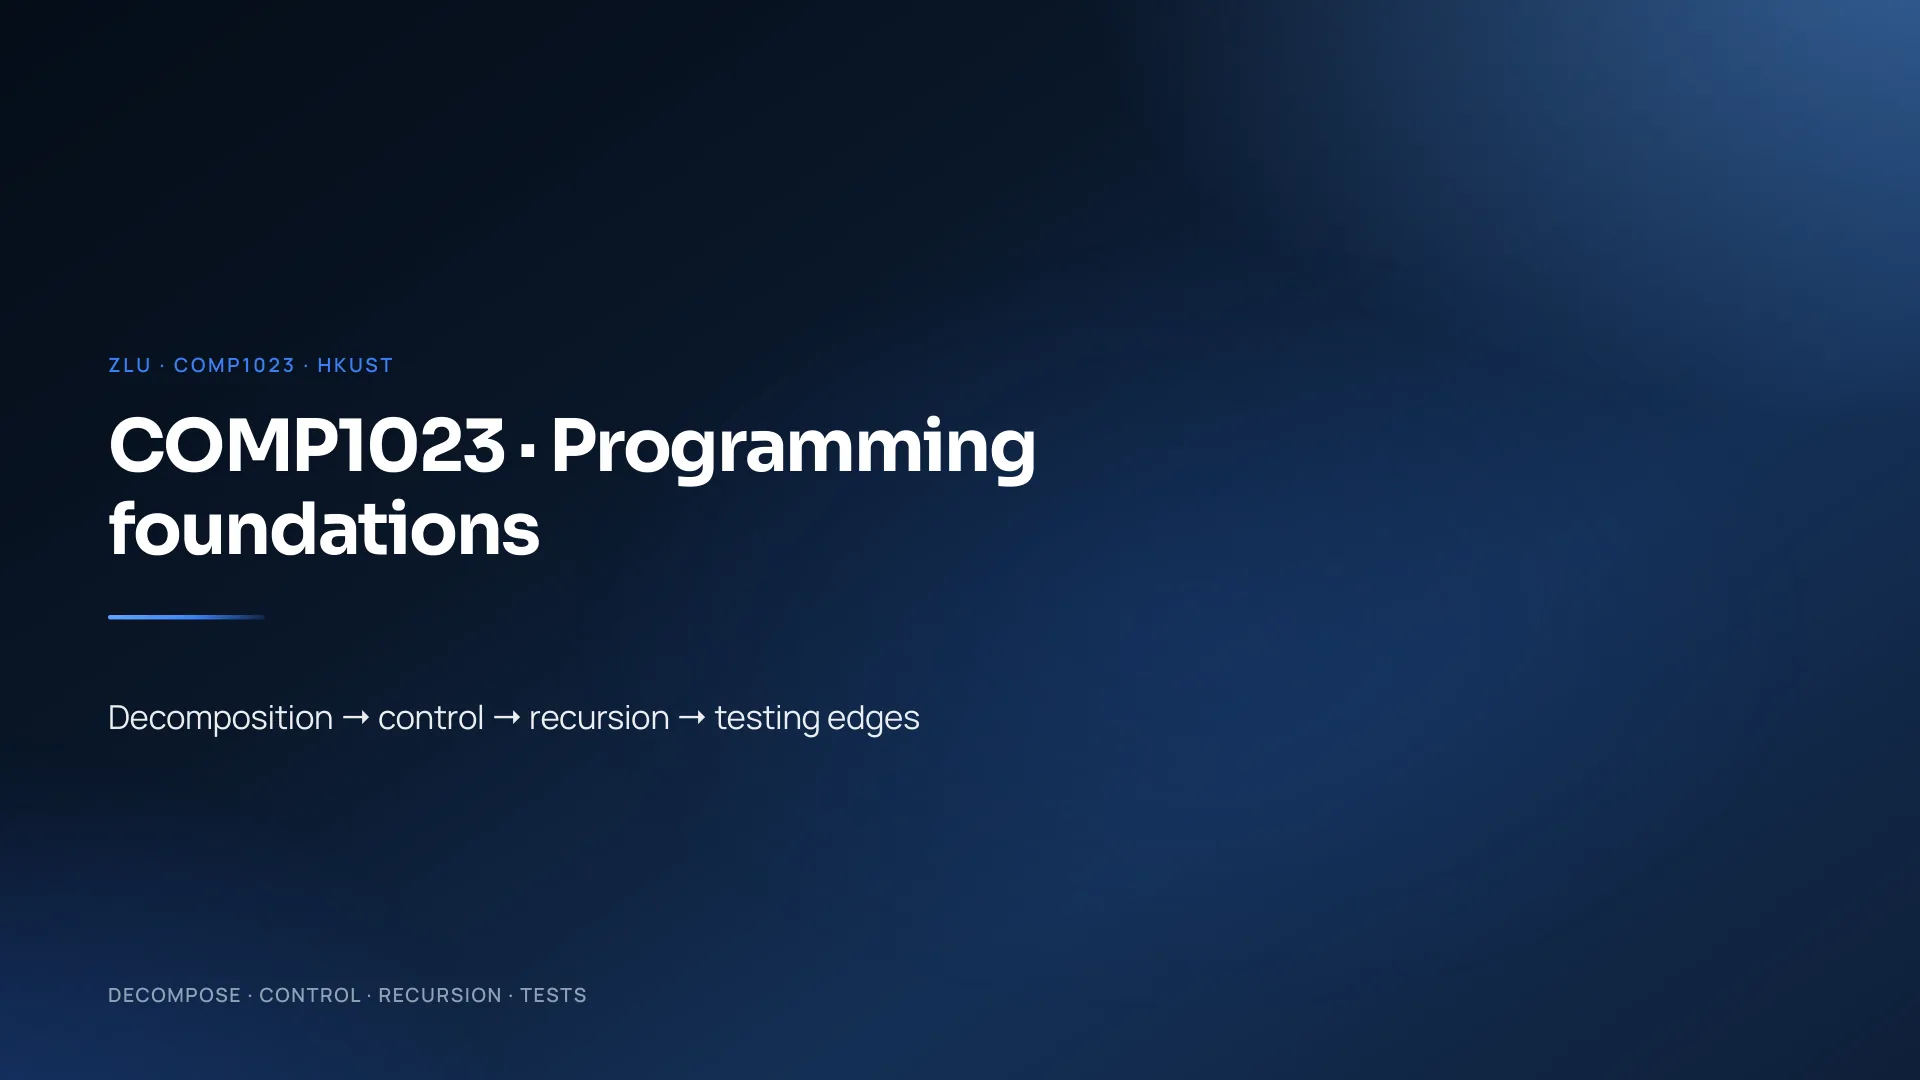 ZLU · COMP1023 · HKUST
COMP1023 · Programming
foundations
Decomposition → control → recursion → testing edges
DECOMPOSE · CONTROL · RECURSION · TESTS